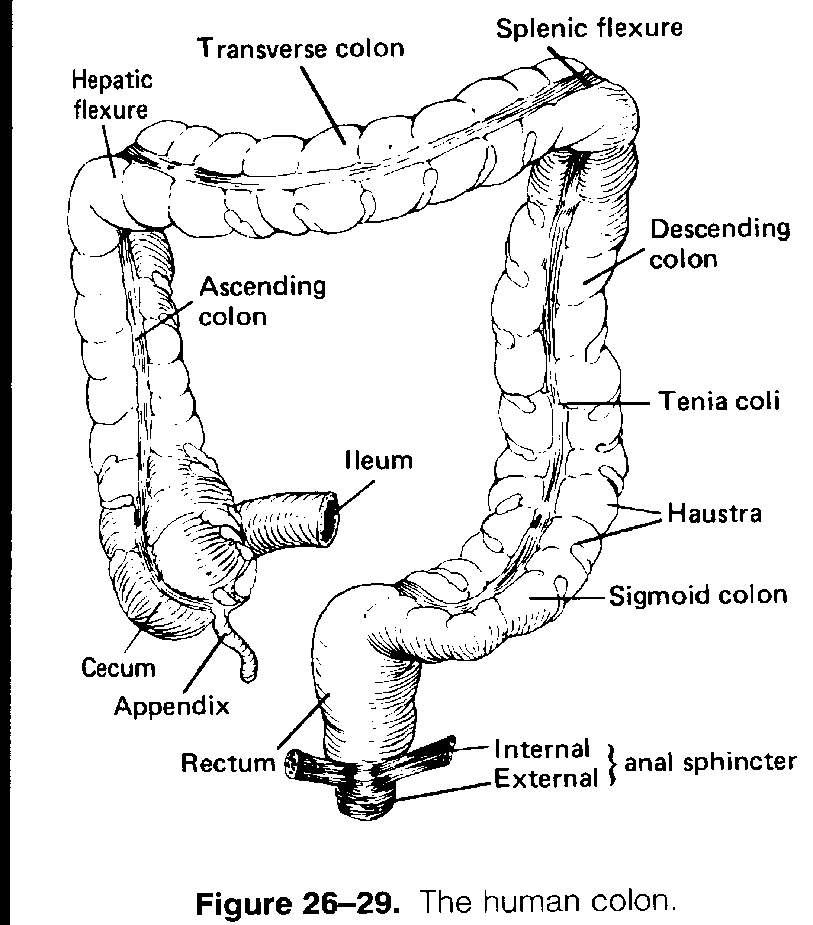 Splenic flexure
Transverse colon
Hepatic
flexure
Descending
colon
Ascending
colon
Tenia coli
Ileum
Haustra
Sigmoid colon
Cecum
Appendix
Rectum
Internal
External
} anal sphincter
Figure 26–29. The human colon.